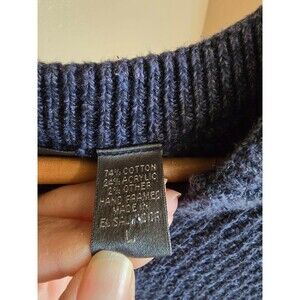 74% COTTON
24% ACRYLIC
2% OTHER
HAND FRAMED
MADE IN
EL SALVADOR
L